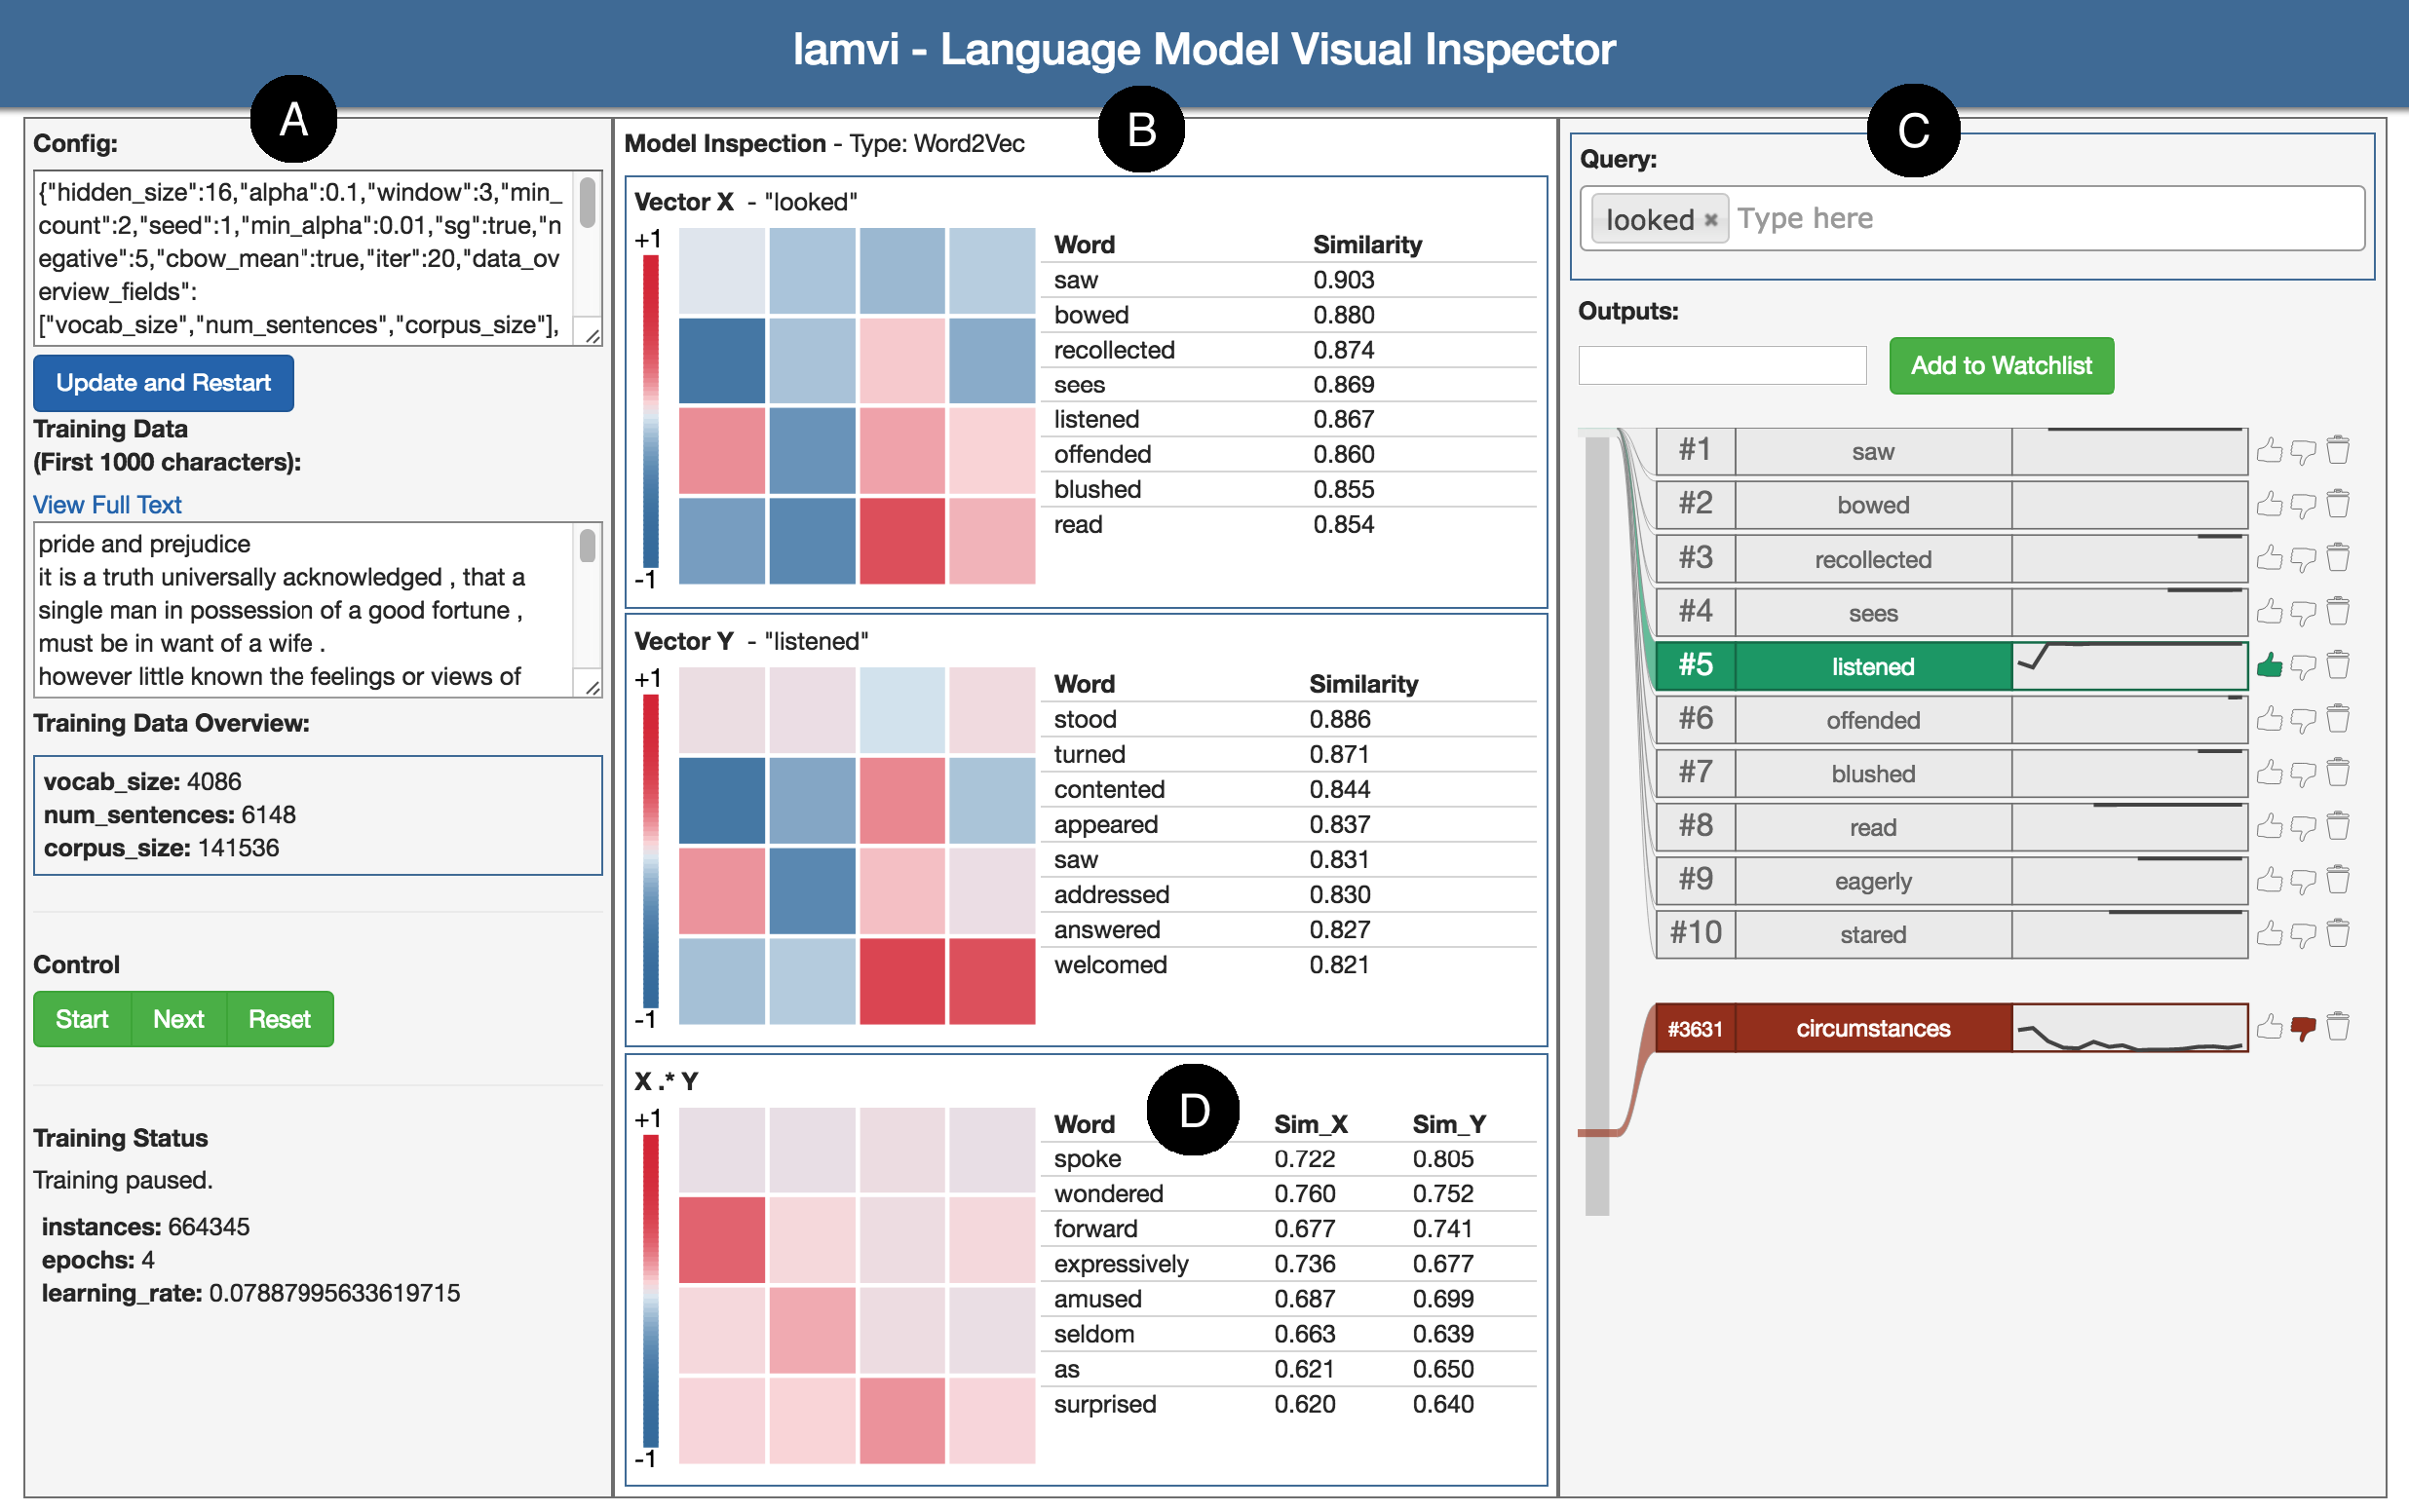 lamvi - Language Model Visual Inspector
A
Config:
{"hidden_size":16,"alpha":0.1,"window":3,"min_
count":2,"seed":1,"min_alpha":0.01,"sg":true,"n
egative":5,"cbow_mean":true,"iter":20,"data_ov
erview_fields":
["vocab_size","num_sentences","corpus_size"],
Update and Restart
Training Data
(First 1000 characters):
View Full Text
pride and prejudice
it is a truth universally acknowledged , that a
single man in possession of a good fortune ,
must be in want of a wife .
however little known the feelings or views of
Training Data Overview:
vocab_size: 4086
num_sentences: 6148
corpus_size: 141536
Control
Start Next Reset
Training Status
Training paused.
instances: 664345
epochs: 4
learning_rate: 0.07887995633619715
B
Model Inspection - Type: Word2Vec
Vector X - "looked"
+1
-1
Word Similarity
saw 0.903
bowed 0.880
recollected 0.874
sees 0.869
listened 0.867
offended 0.860
blushed 0.855
read 0.854
Vector Y - "listened"
+1
-1
Word Similarity
stood 0.886
turned 0.871
contented 0.844
appeared 0.837
saw 0.831
addressed 0.830
answered 0.827
welcomed 0.821
X .* Y
+1
-1
D
Word Sim_X Sim_Y
spoke 0.722 0.805
wondered 0.760 0.752
forward 0.677 0.741
expressively 0.736 0.677
amused 0.687 0.699
seldom 0.663 0.639
as 0.621 0.650
surprised 0.620 0.640
C
Query:
looked × Type here
Outputs:
Add to Watchlist
#1 saw
#2 bowed
#3 recollected
#4 sees
#5 listened
#6 offended
#7 blushed
#8 read
#9 eagerly
#10 stared
#3631 circumstances